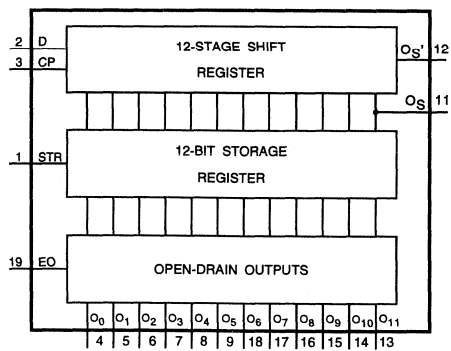 2 D
3 CP
12-STAGE SHIFT
REGISTER
OS' 12
OS 11
1 STR
12-BIT STORAGE
REGISTER
19 EO
OPEN-DRAIN OUTPUTS
O0 O1 O2 O3 O4 O5 O6 O7 O8 O9 O10 O11
4 5 6 7 8 9 18 17 16 15 14 13